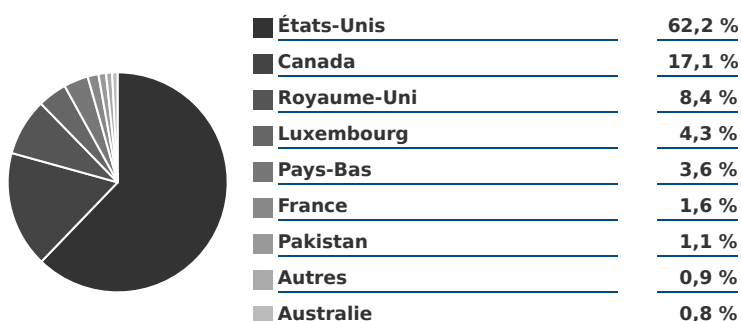 États-Unis 62,2 %
Canada 17,1 %
Royaume-Uni 8,4 %
Luxembourg 4,3 %
Pays-Bas 3,6 %
France 1,6 %
Pakistan 1,1 %
Autres 0,9 %
Australie 0,8 %